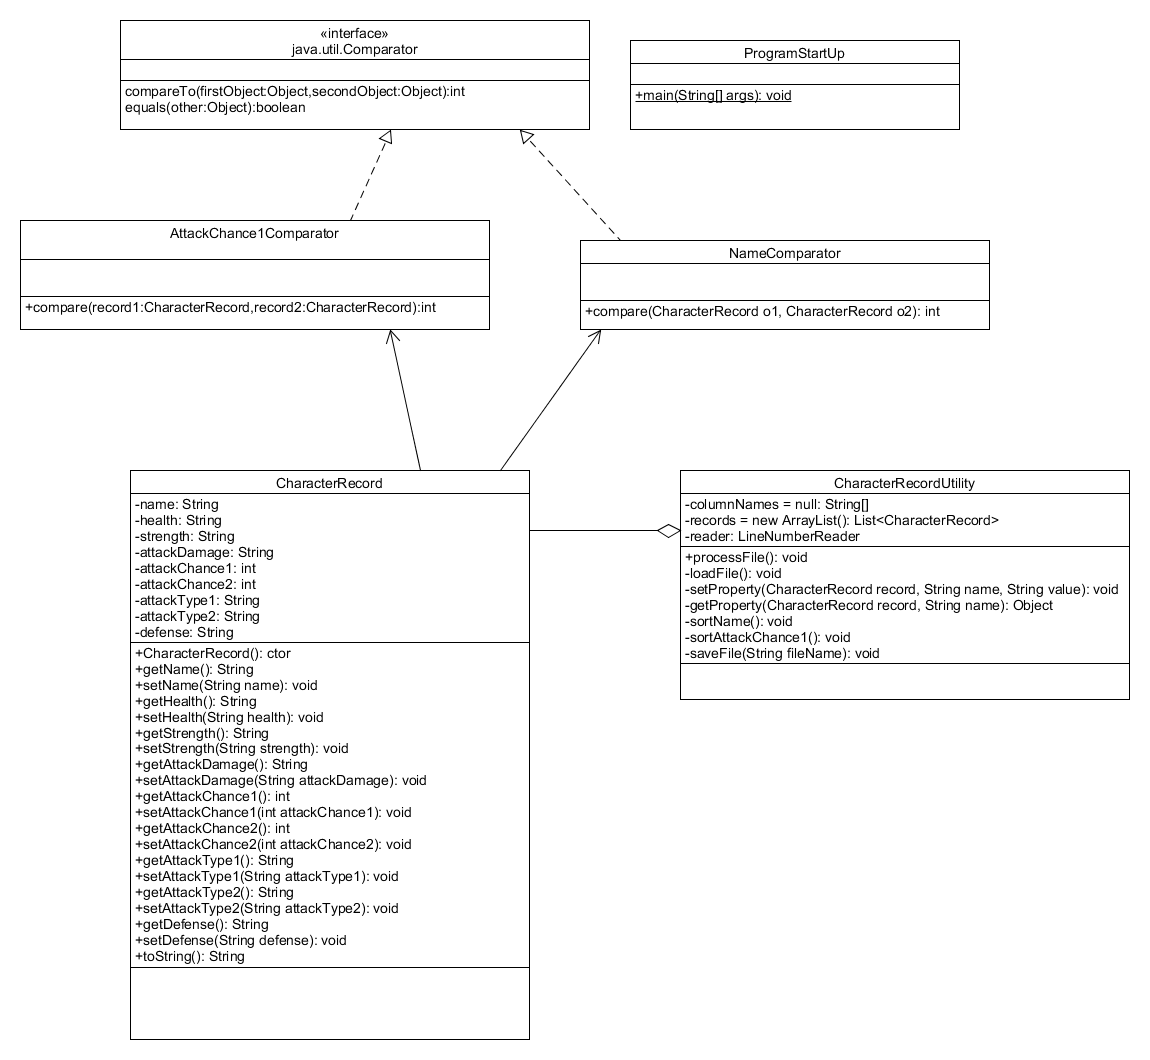 «interface»
java.util.Comparator
compareTo(firstObject:Object,secondObject:Object):int
equals(other:Object):boolean
ProgramStartUp
+main(String[] args): void
AttackChance1Comparator
+compare(record1:CharacterRecord,record2:CharacterRecord):int
NameComparator
+compare(CharacterRecord o1, CharacterRecord o2): int
CharacterRecord
-name: String
-health: String
-strength: String
-attackDamage: String
-attackChance1: int
-attackChance2: int
-attackType1: String
-attackType2: String
-defense: String
+CharacterRecord(): ctor
+getName(): String
+setName(String name): void
+getHealth(): String
+setHealth(String health): void
+getStrength(): String
+setStrength(String strength): void
+getAttackDamage(): String
+setAttackDamage(String attackDamage): void
+getAttackChance1(): int
+setAttackChance1(int attackChance1): void
+getAttackChance2(): int
+setAttackChance2(int attackChance2): void
+getAttackType1(): String
+setAttackType1(String attackType1): void
+getAttackType2(): String
+setAttackType2(String attackType2): void
+getDefense(): String
+setDefense(String defense): void
+toString(): String
CharacterRecordUtility
-columnNames = null: String[]
-records = new ArrayList(): List<CharacterRecord>
-reader: LineNumberReader
+processFile(): void
-loadFile(): void
-setProperty(CharacterRecord record, String name, String value): void
-getProperty(CharacterRecord record, String name): Object
-sortName(): void
-sortAttackChance1(): void
-saveFile(String fileName): void